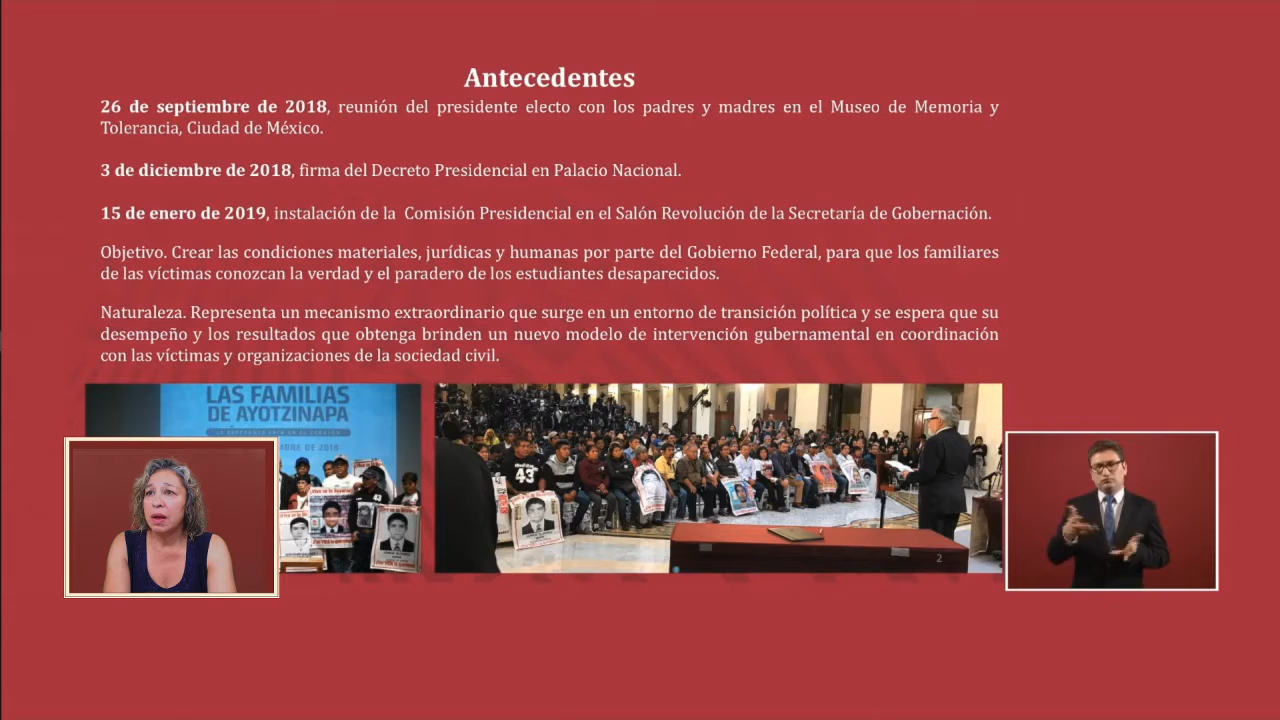 Antecedentes
26 de septiembre de 2018, reunión del presidente electo con los padres y madres en el Museo de Memoria y
Tolerancia, Ciudad de México.
3 de diciembre de 2018, firma del Decreto Presidencial en Palacio Nacional.
15 de enero de 2019, instalación de la Comisión Presidencial en el Salón Revolución de la Secretaría de Gobernación.
Objetivo. Crear las condiciones materiales, jurídicas y humanas por parte del Gobierno Federal, para que los familiares
de las víctimas conozcan la verdad y el paradero de los estudiantes desaparecidos.
Naturaleza. Representa un mecanismo extraordinario que surge en un entorno de transición política y se espera que su
desempeño y los resultados que obtenga brinden un nuevo modelo de intervención gubernamental en coordinación
con las víctimas y organizaciones de la sociedad civil.
LAS FAMILIAS
DE AYOTZINAPA
DE 2018
43
43
2